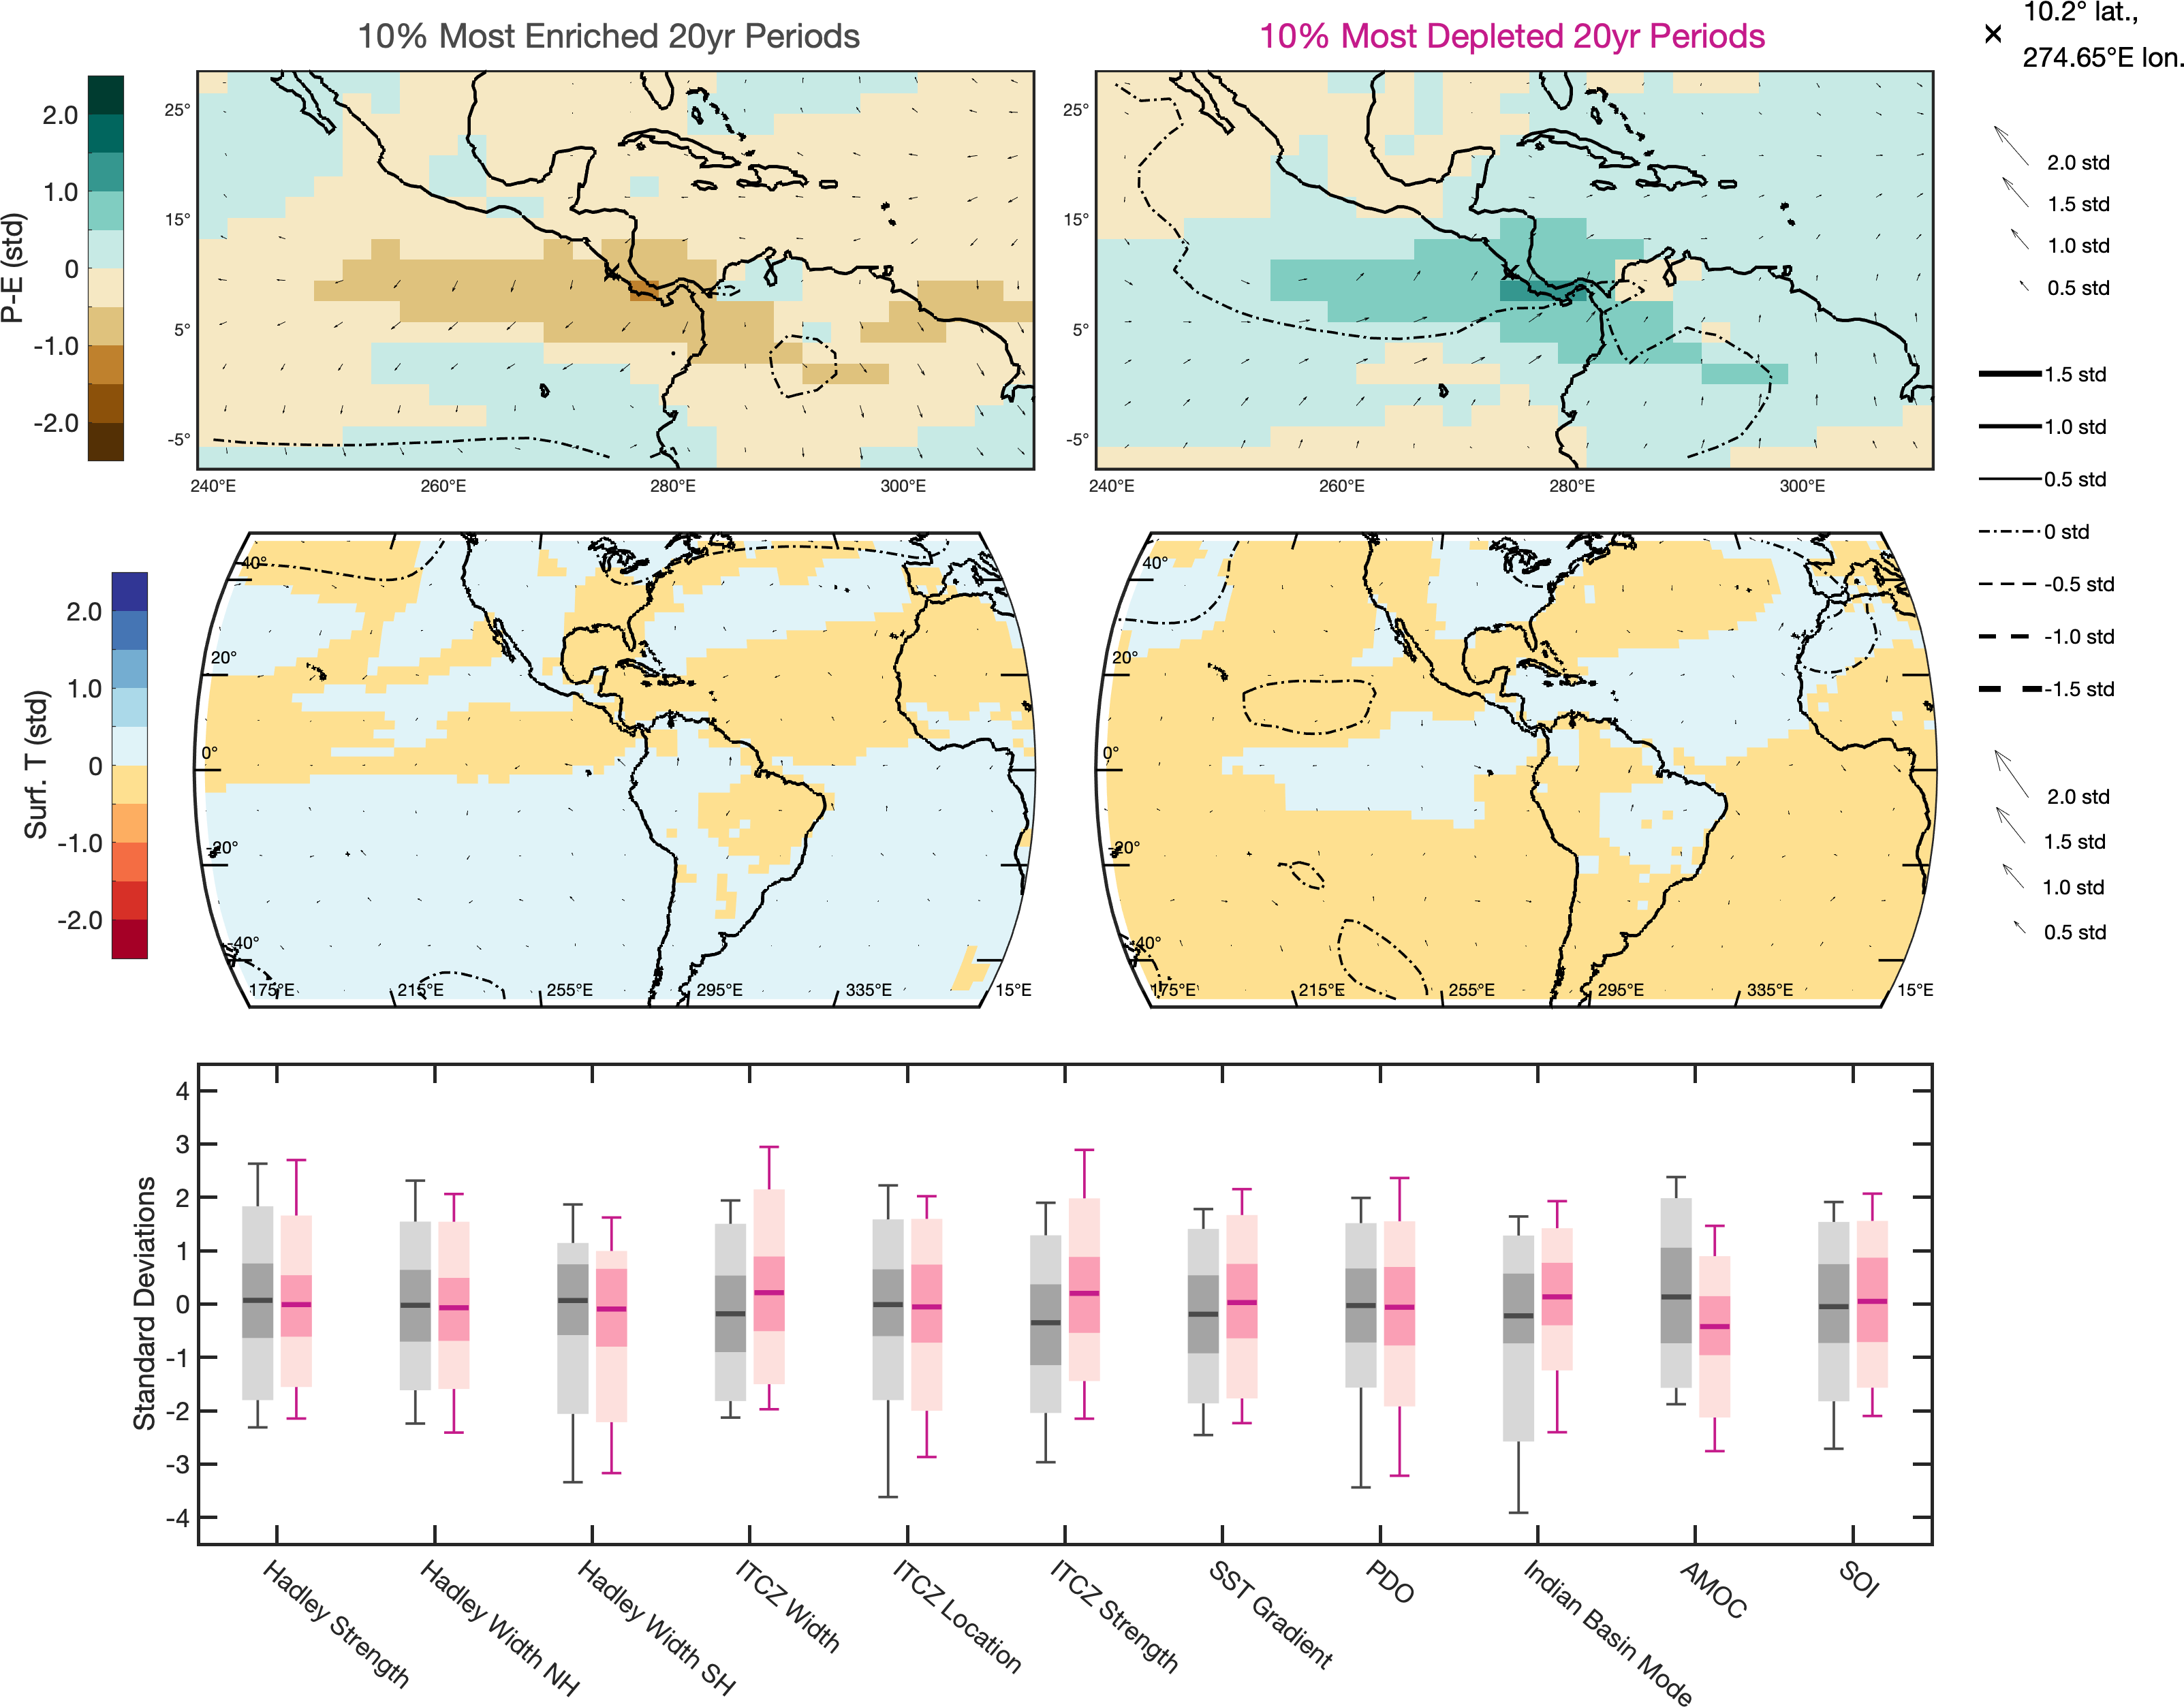 10% Most Enriched 20yr Periods
10% Most Depleted 20yr Periods
10.2° lat.,
274.65°E lon.
P-E (std)
2.0
1.0
0
-1.0
-2.0
25°
15°
5°
-5°
240°E 260°E 280°E 300°E
25°
15°
5°
-5°
240°E 260°E 280°E 300°E
2.0 std
1.5 std
1.0 std
0.5 std
1.5 std
1.0 std
0.5 std
0 std
-0.5 std
-1.0 std
-1.5 std
Surf. T (std)
2.0
1.0
0
-1.0
-2.0
40°
20°
0°
-20°
-40°
175°E 215°E 255°E 295°E 335°E 15°E
40°
20°
0°
-20°
-40°
175°E 215°E 255°E 295°E 335°E 15°E
2.0 std
1.5 std
1.0 std
0.5 std
Standard Deviations
4
3
2
1
0
-1
-2
-3
-4
Hadley Strength
Hadley Width NH
Hadley Width SH
ITCZ Width
ITCZ Location
ITCZ Strength
SST Gradient
PDO
Indian Basin Mode
AMOC
SOI